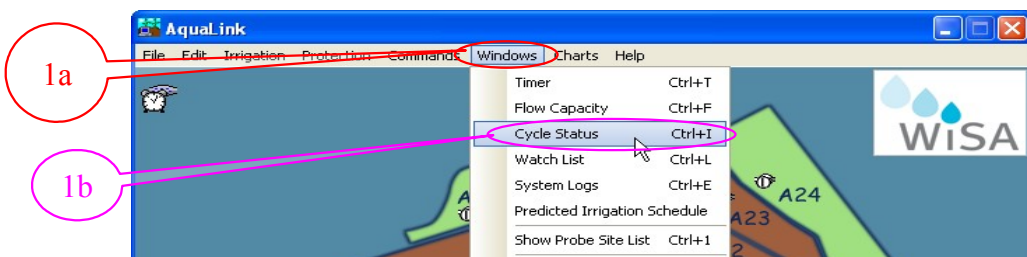 AquaLink
File Edit Irrigation Protection Commands Windows Charts Help
1a
Timer Ctrl+T
Flow Capacity Ctrl+F
Cycle Status Ctrl+I
WiSA
1b
Watch List Ctrl+L
System Logs Ctrl+E
A24
A
Predicted Irrigation Schedule
A23
Show Probe Site List Ctrl+1
2